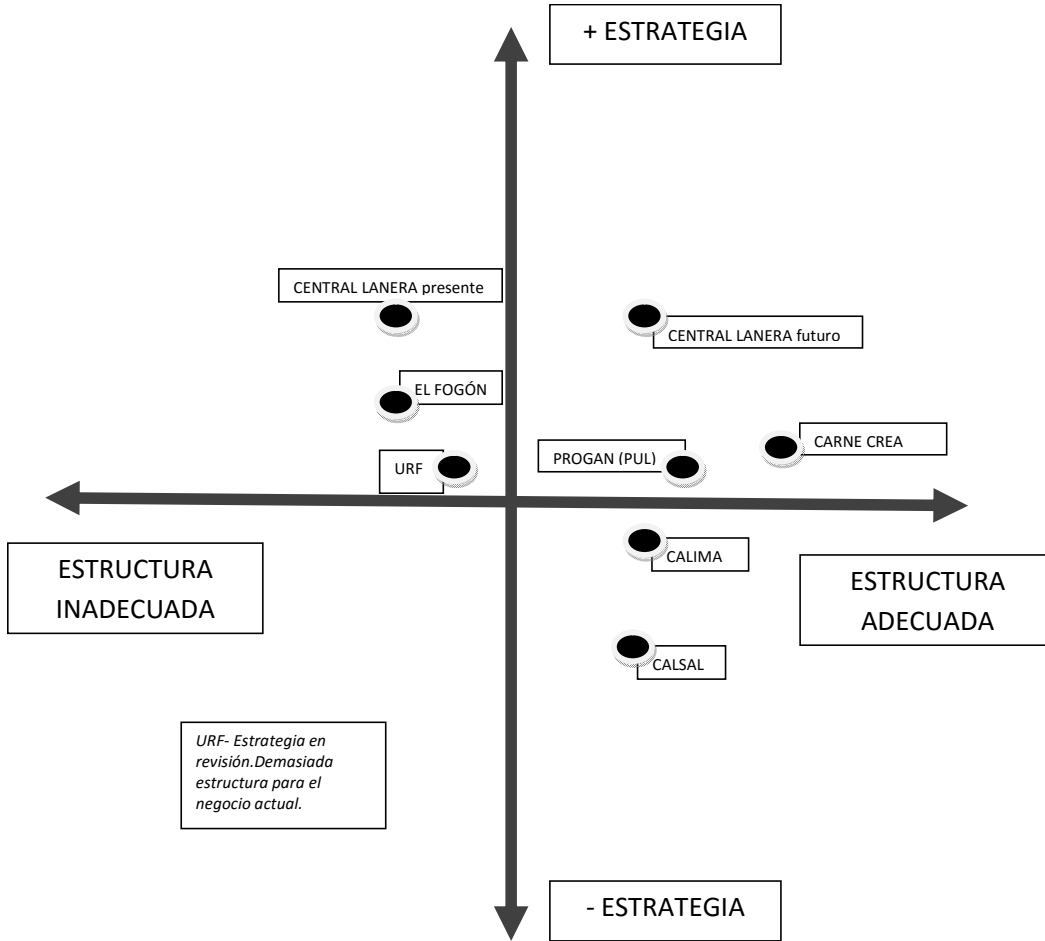 + ESTRATEGIA
CENTRAL LANERA presente
CENTRAL LANERA futuro
EL FOGÓN
CARNE CREA
URF
PROGAN (PUL)
CALIMA
ESTRUCTURA
INADECUADA
ESTRUCTURA
ADECUADA
CALSAL
URF- Estrategia en
revisión.Demasiada
estructura para el
negocio actual.
- ESTRATEGIA